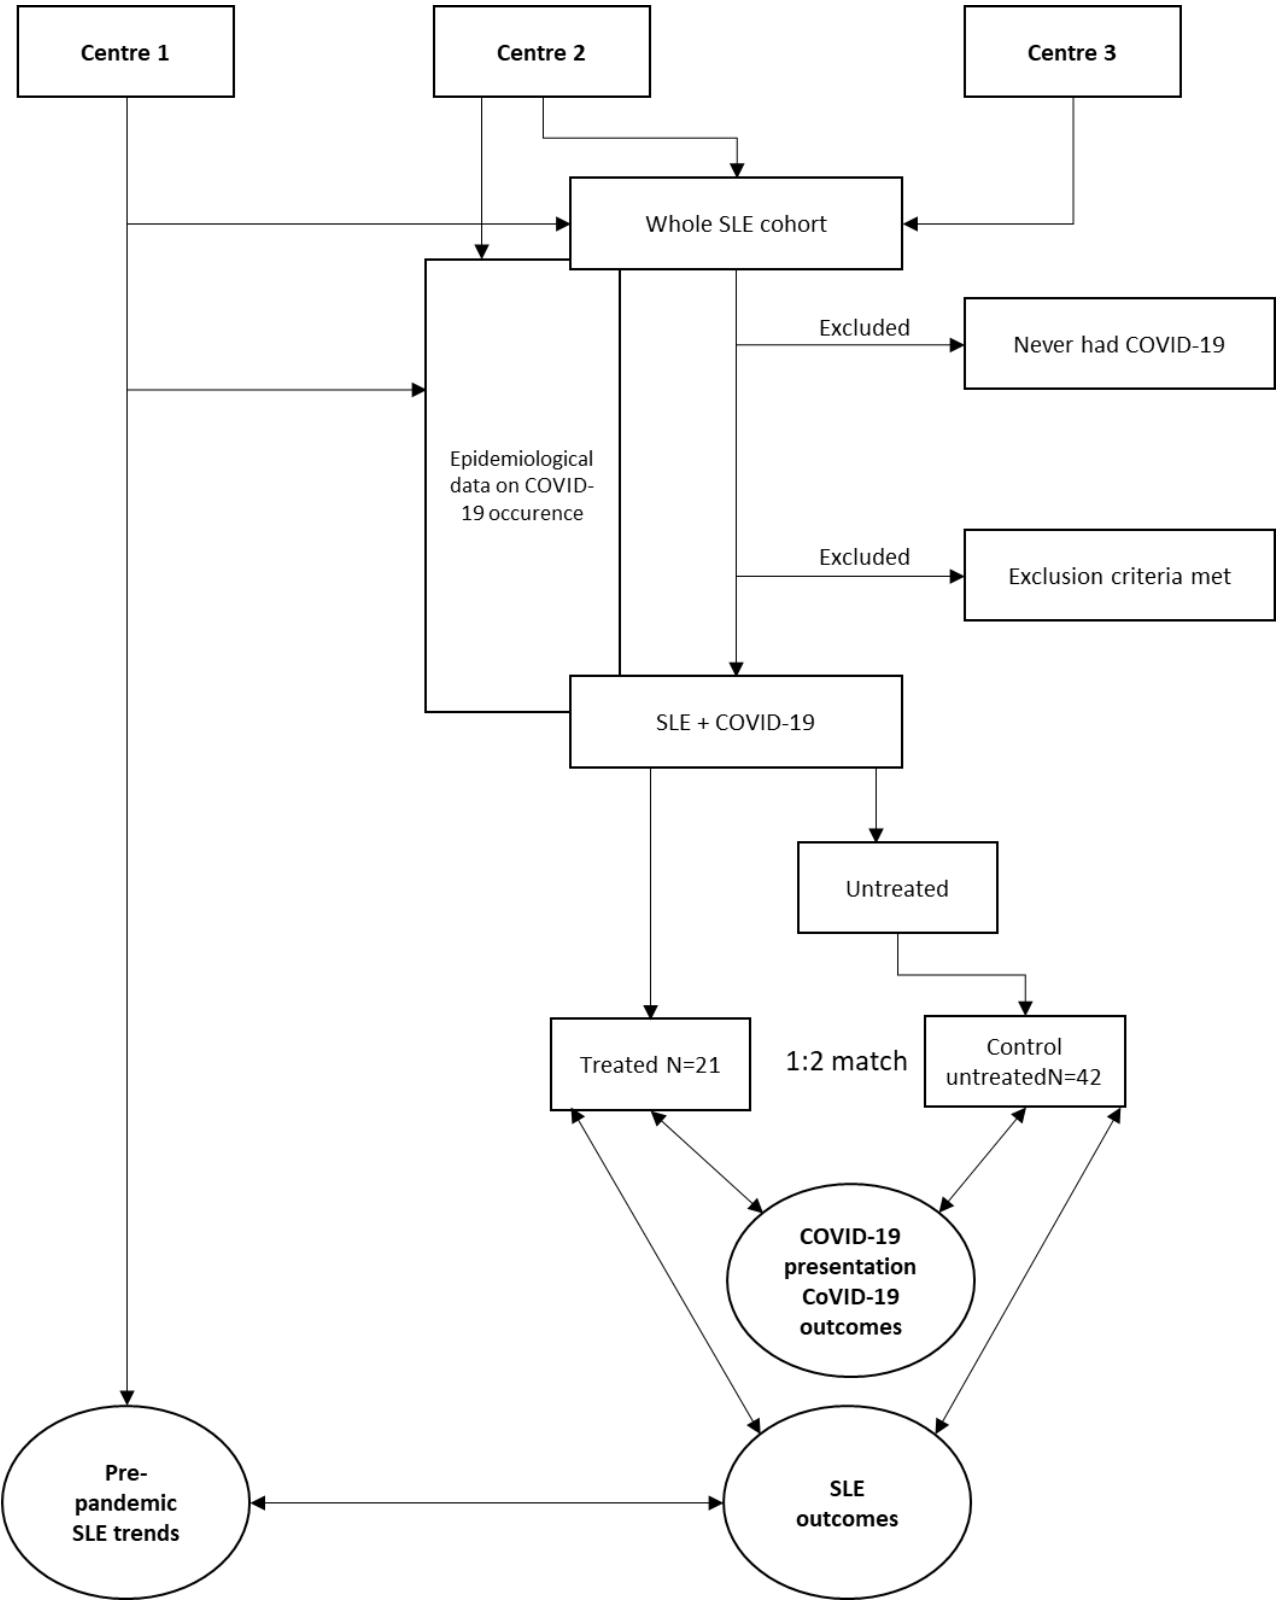 Centre 1
Centre 2
Centre 3
Whole SLE cohort
Excluded
Never had COVID-19
Epidemiological
data on COVID-
19 occurence
Excluded
Exclusion criteria met
SLE + COVID-19
Untreated
Treated N=21
1:2 match
Control
untreatedN=42
COVID-19
presentation
CoVID-19
outcomes
Pre-
pandemic
SLE trends
SLE
outcomes